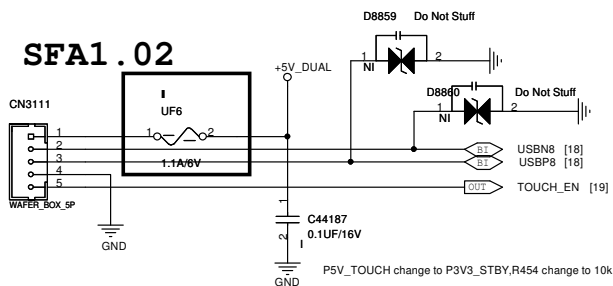 D8859 Do Not Stuff
SFA1.02
1 2
NI
+5V_DUAL
D8860 Do Not Stuff
1 2
NI
CN3111
I
UF6
1 1 2
2 BI USBN8 [18]
3 1.1A/6V BI USBP8 [18]
4
5 OUT TOUCH_EN [19]
WAFER_BOX_5P
1
C44187
2 0.1UF/16V
I
GND
GND
P5V_TOUCH change to P3V3_STBY,R454 change to 10k